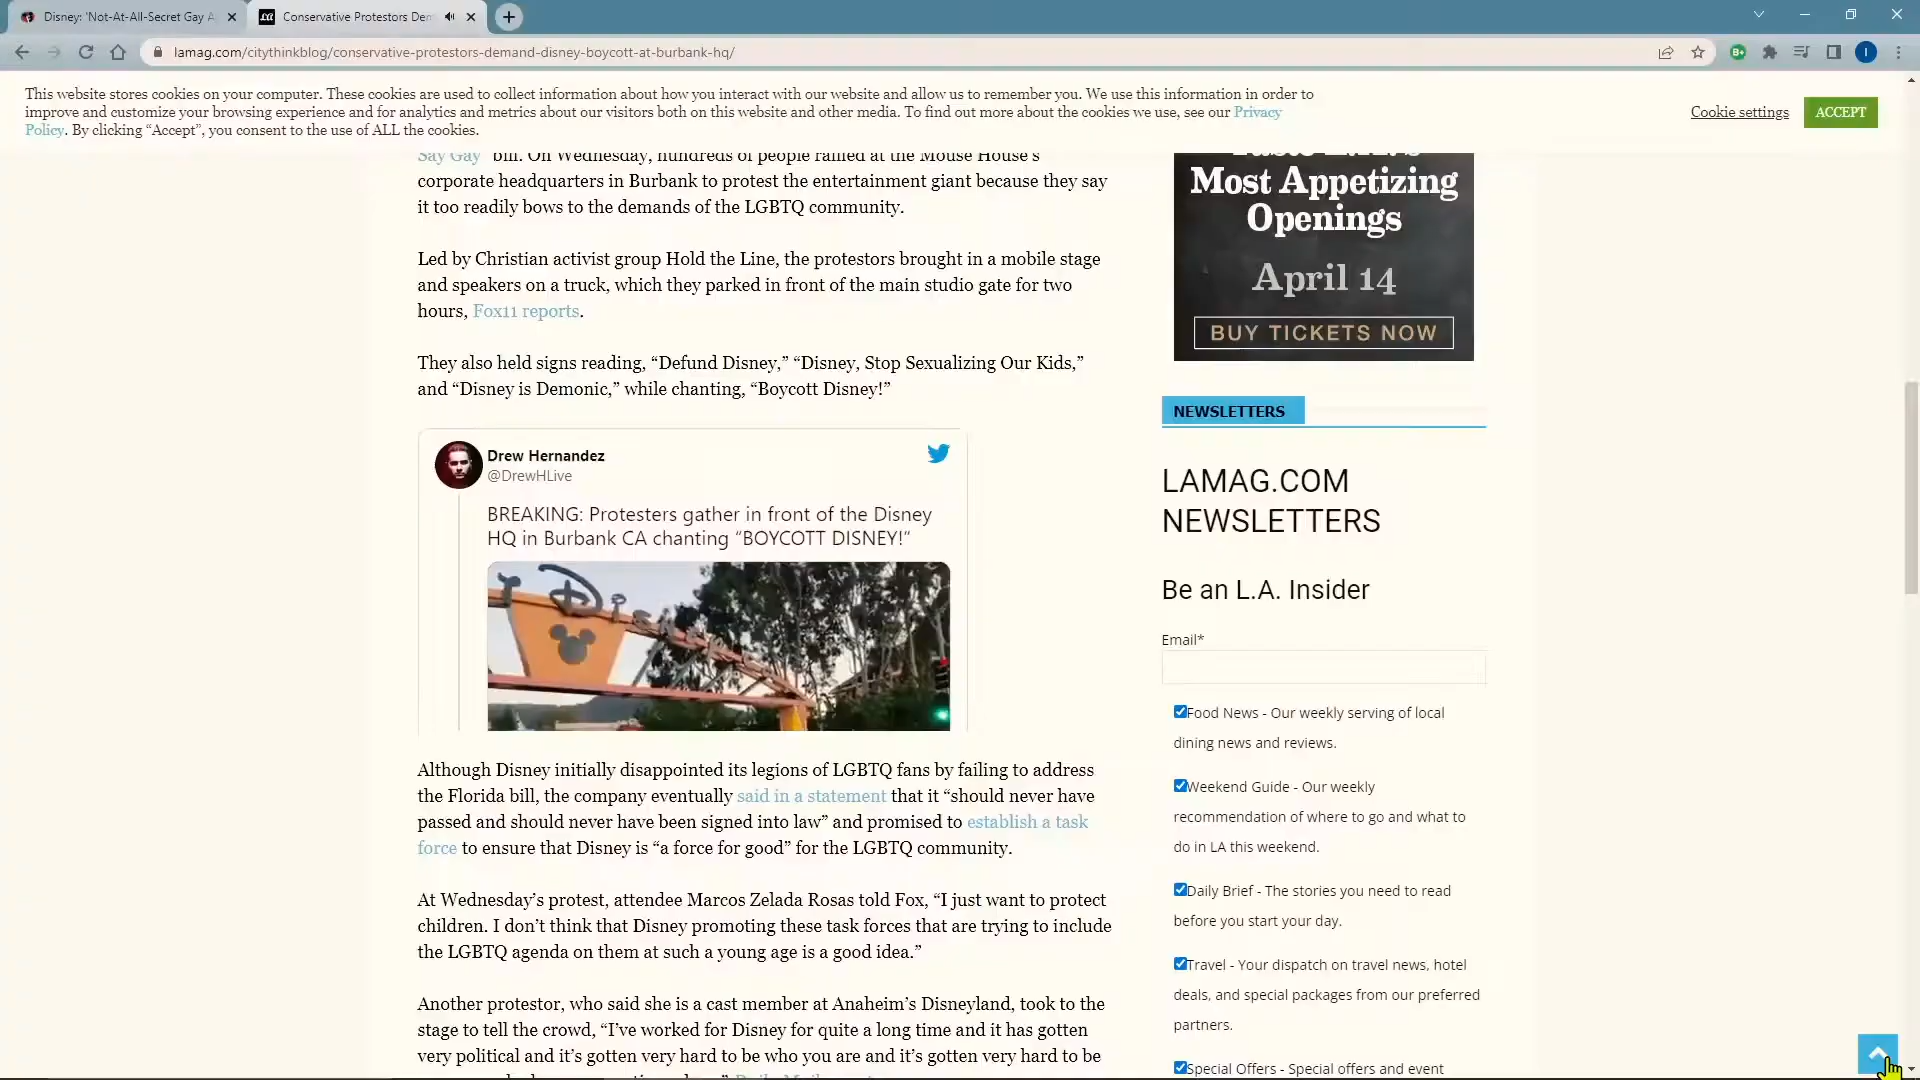 Disney: 'Not-At-All-Secret Gay A
Conservative Protestors Dem
lamag.com/citythinkblog/conservative-protestors-demand-disney-boycott-at-burbank-hq/
This website stores cookies on your computer. These cookies are used to collect information about how you interact with our website and allow us to remember you. We use this information in order to
improve and customize your browsing experience and for analytics and metrics about our visitors both on this website and other media. To find out more about the cookies we use, see our Privacy
Policy. By clicking “Accept”, you consent to the use of ALL the cookies.
Cookie settings
ACCEPT
Say Gay” bill. On Wednesday, hundreds of people rallied at the Mouse House’s
corporate headquarters in Burbank to protest the entertainment giant because they say
it too readily bows to the demands of the LGBTQ community.
Led by Christian activist group Hold the Line, the protestors brought in a mobile stage
and speakers on a truck, which they parked in front of the main studio gate for two
hours, Fox11 reports.
They also held signs reading, “Defund Disney,” “Disney, Stop Sexualizing Our Kids,”
and “Disney is Demonic,” while chanting, “Boycott Disney!”
Drew Hernandez
@DrewHLive
BREAKING: Protesters gather in front of the Disney
HQ in Burbank CA chanting “BOYCOTT DISNEY!”
Disney
Although Disney initially disappointed its legions of LGBTQ fans by failing to address
the Florida bill, the company eventually said in a statement that it “should never have
passed and should never have been signed into law” and promised to establish a task
force to ensure that Disney is “a force for good” for the LGBTQ community.
At Wednesday’s protest, attendee Marcos Zelada Rosas told Fox, “I just want to protect
children. I don’t think that Disney promoting these task forces that are trying to include
the LGBTQ agenda on them at such a young age is a good idea.”
Another protestor, who said she is a cast member at Anaheim’s Disneyland, took to the
stage to tell the crowd, “I’ve worked for Disney for quite a long time and it has gotten
very political and it’s gotten very hard to be who you are and it’s gotten very hard to be
Most Appetizing
Openings
April 14
BUY TICKETS NOW
NEWSLETTERS
LAMAG.COM
NEWSLETTERS
Be an L.A. Insider
Email*
Food News - Our weekly serving of local
dining news and reviews.
Weekend Guide - Our weekly
recommendation of where to go and what to
do in LA this weekend.
Daily Brief - The stories you need to read
before you start your day.
Travel - Your dispatch on travel news, hotel
deals, and special packages from our preferred
partners.
Special Offers - Special offers and event